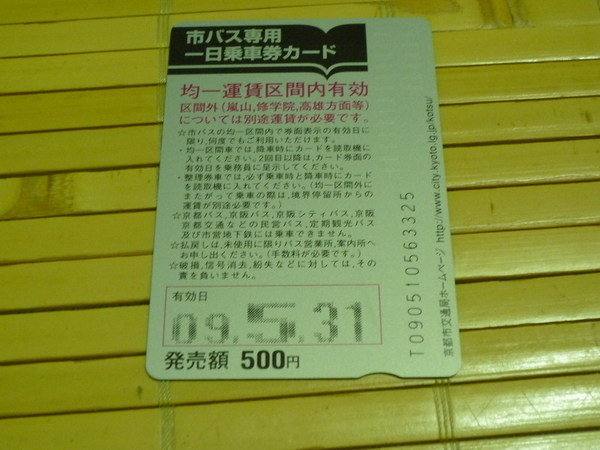 市バス専用
一日乗車券カード
均一運賃区間内有効
区間外(嵐山,修学院,高雄方面等)
については別途運賃が必要です。
☆市バスの均一区間内で券面表示の有効日に
限り,何度でもご利用いただけます。
・均一区間車では,降車時にカードを読取機に
入れてください。2回目以降は,カード券面の
有効日を乗務員に呈示してください。
・整理券車では,必ず乗車時と降車時にカード
を読取機に入れてください。(均一区間外に
またがって乗車の際は,境界停留所からの
運賃が別途必要です。)
☆京都バス,京阪バス,京阪シティバス,京阪
京都交通などの民営バス,定期観光バス
及び市営地下鉄には乗車できません。
☆払戻しは,未使用に限りバス営業所,案内所へ
お申し出ください。(手数料が必要です。)
☆破損,信号消去,紛失などに対しては,その
責を負いません。
有効日
09.5.31
発売額 500円
T090510563325
京都市交通局ホームページ http://www.city.kyoto.lg.jp/kotsu/